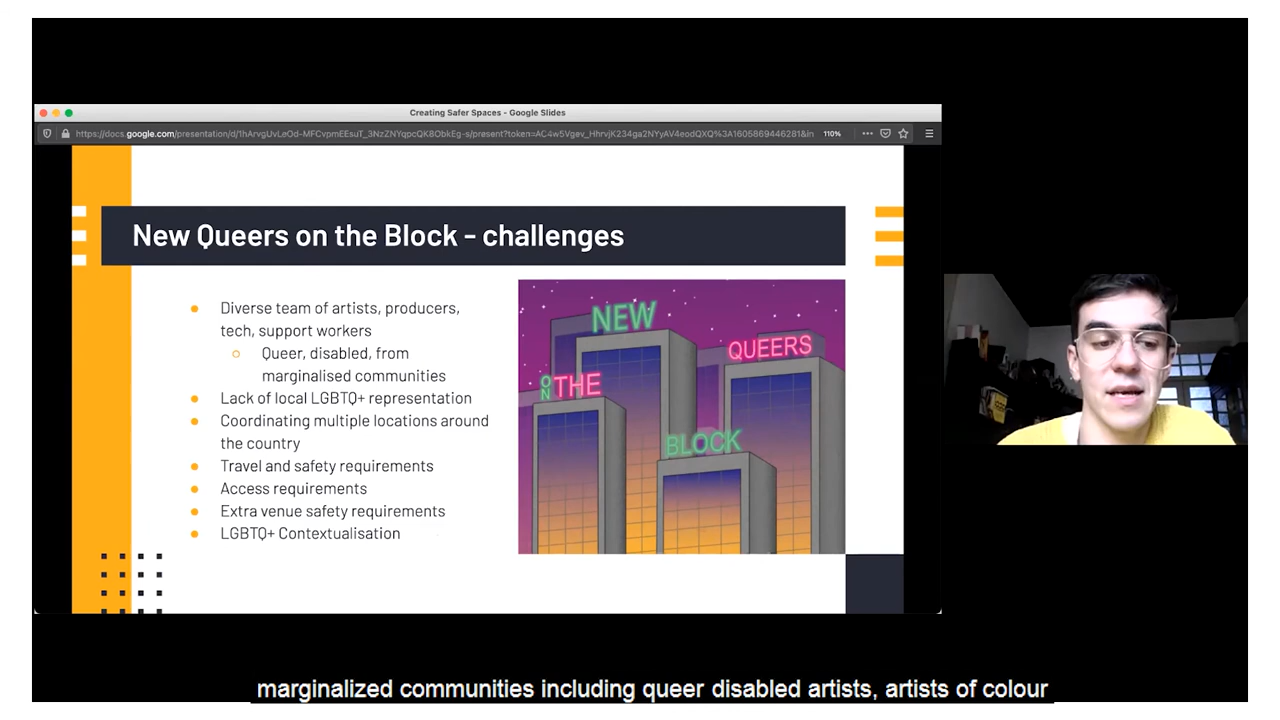 Creating Safer Spaces - Google Slides
110%
New Queers on the Block - challenges
Diverse team of artists, producers,
tech, support workers
Queer, disabled, from
marginalised communities
Lack of local LGBTQ+ representation
Coordinating multiple locations around
the country
Travel and safety requirements
Access requirements
Extra venue safety requirements
LGBTQ+ Contextualisation
NEW
QUEERS
ON THE
BLOCK
marginalized communities including queer disabled artists, artists of colour